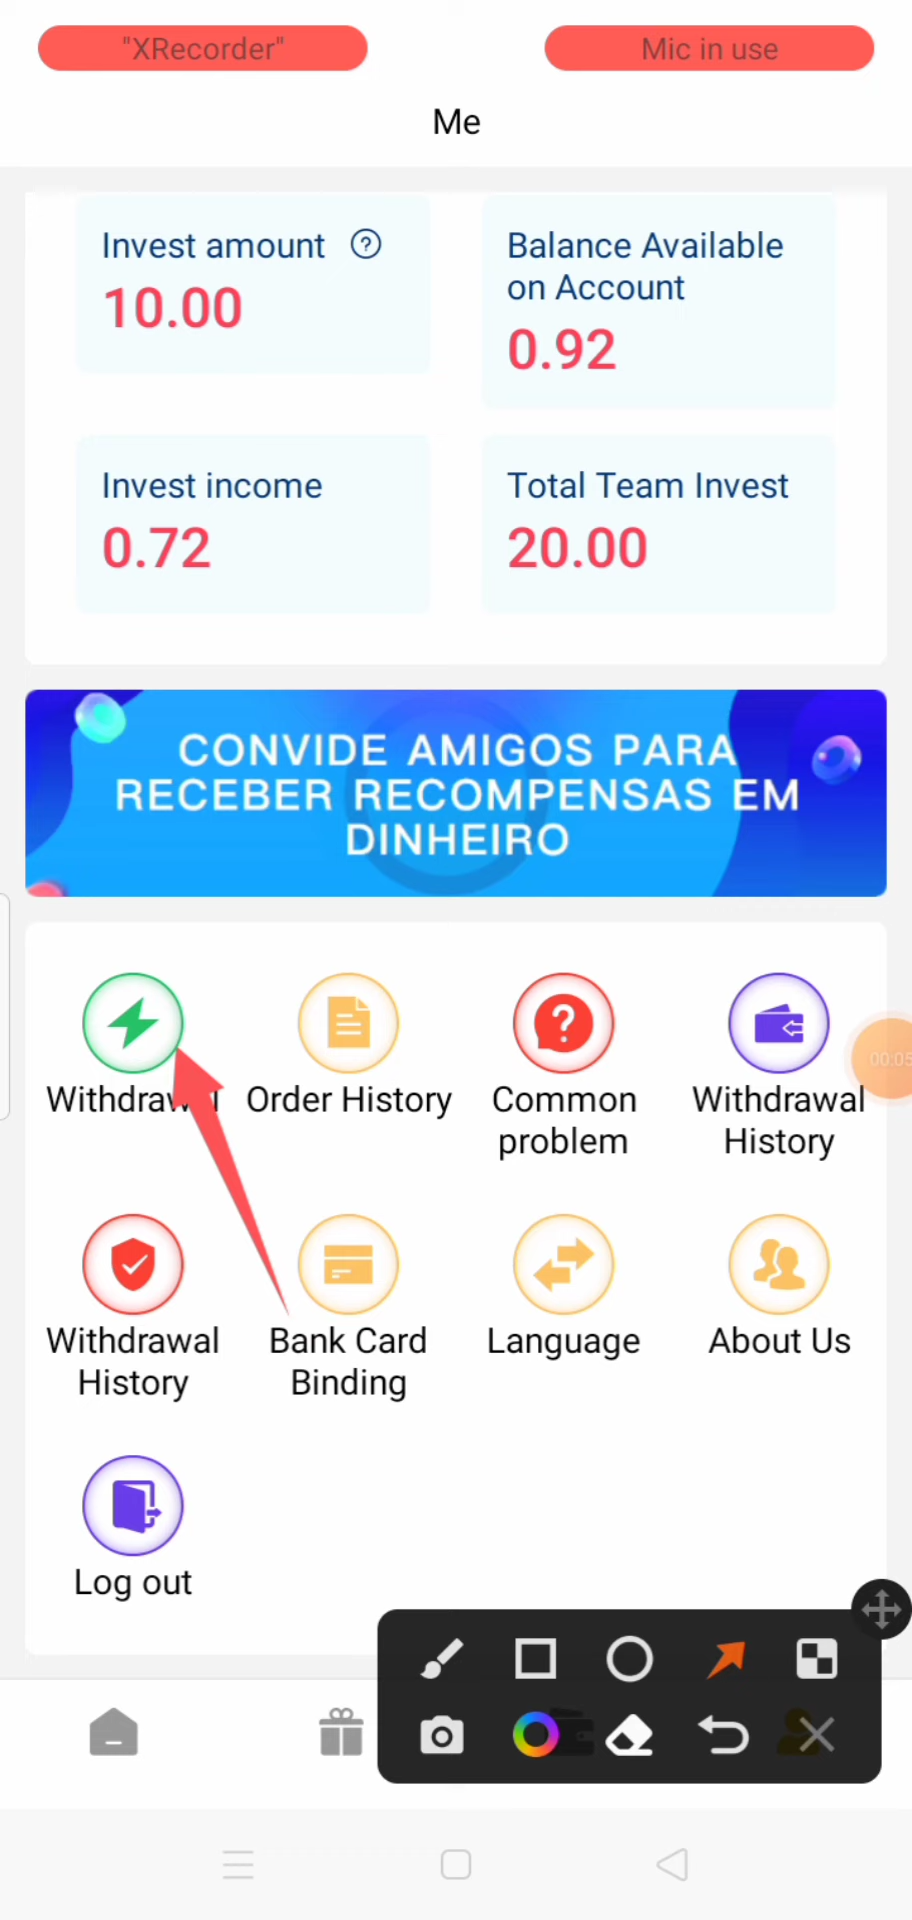 "XRecorder"
Mic in use
Me
Invest amount
10.00
Balance Available
on Account
0.92
Invest income
0.72
Total Team Invest
20.00
CONVIDE AMIGOS PARA
RECEBER RECOMPENSAS EM
DINHEIRO
Withdrawal
Order History
Common
problem
Withdrawal
History
00:05
Withdrawal
History
Bank Card
Binding
Language
About Us
Log out